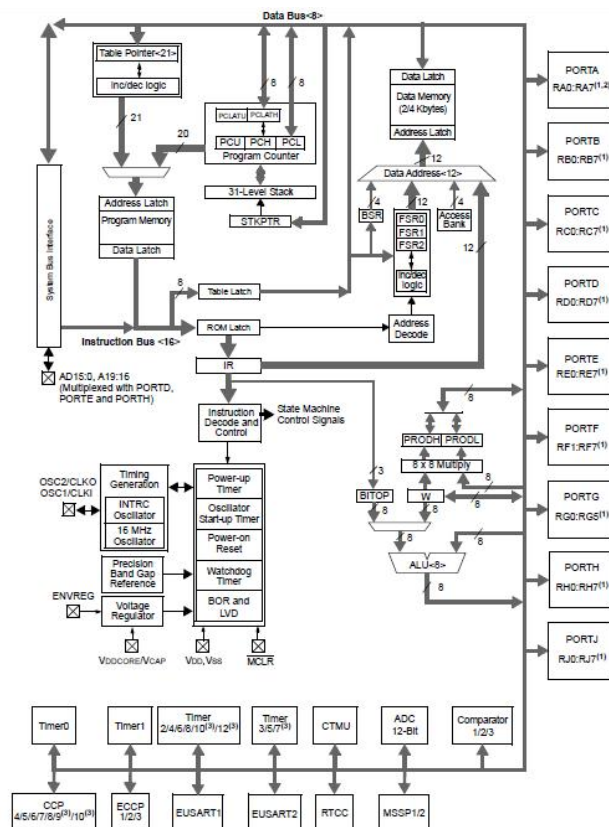 Data Bus<8>
Table Pointer<21>
inc/dec logic
21
20
8
8
PCLATU PCLATH
PCU PCH PCL
Program Counter
31-Level Stack
STKPTR
Data Latch
Data Memory
(2/4 Kbytes)
Address Latch
12
Data Address<12>
4
12
4
BSR
FSR0
FSR1
FSR2
Access
Bank
12
inc/dec
logic
Address
Decode
System Bus Interface
Address Latch
Program Memory
Data Latch
8
Table Latch
ROM Latch
Instruction Bus <16>
IR
AD15:0, A19:16
(Multiplexed with PORTD,
PORTE and PORTH)
Instruction
Decode and
Control
State Machine
Control Signals
8
PRODH PRODL
8 x 8 Multiply
3
8
BITOP
W
8
8
8
8
8
ALU<8>
8
OSC2/CLKO
OSC1/CLKI
Timing
Generation
INTRC
Oscillator
16 MHz
Oscillator
Precision
Band Gap
Reference
ENVREG
Voltage
Regulator
Power-up
Timer
Oscillator
Start-up Timer
Power-on
Reset
Watchdog
Timer
BOR and
LVD
VDDCORE/VCAP
VDD,VSS
MCLR
PORTA
RA0:RA7(1,2)
PORTB
RB0:RB7(1)
PORTC
RC0:RC7(1)
PORTD
RD0:RD7(1)
PORTE
RE0:RE7(1)
PORTF
RF1:RF7(1)
PORTG
RG0:RG5(1)
PORTH
RH0:RH7(1)
PORTJ
RJ0:RJ7(1)
Timer0
Timer1
Timer
2/4/6/8/10(3)/12(3)
Timer
3/5/7(3)
CTMU
ADC
12-Bit
Comparator
1/2/3
CCP
4/5/6/7/8/9(3)/10(3)
ECCP
1/2/3
EUSART1
EUSART2
RTCC
MSSP1/2